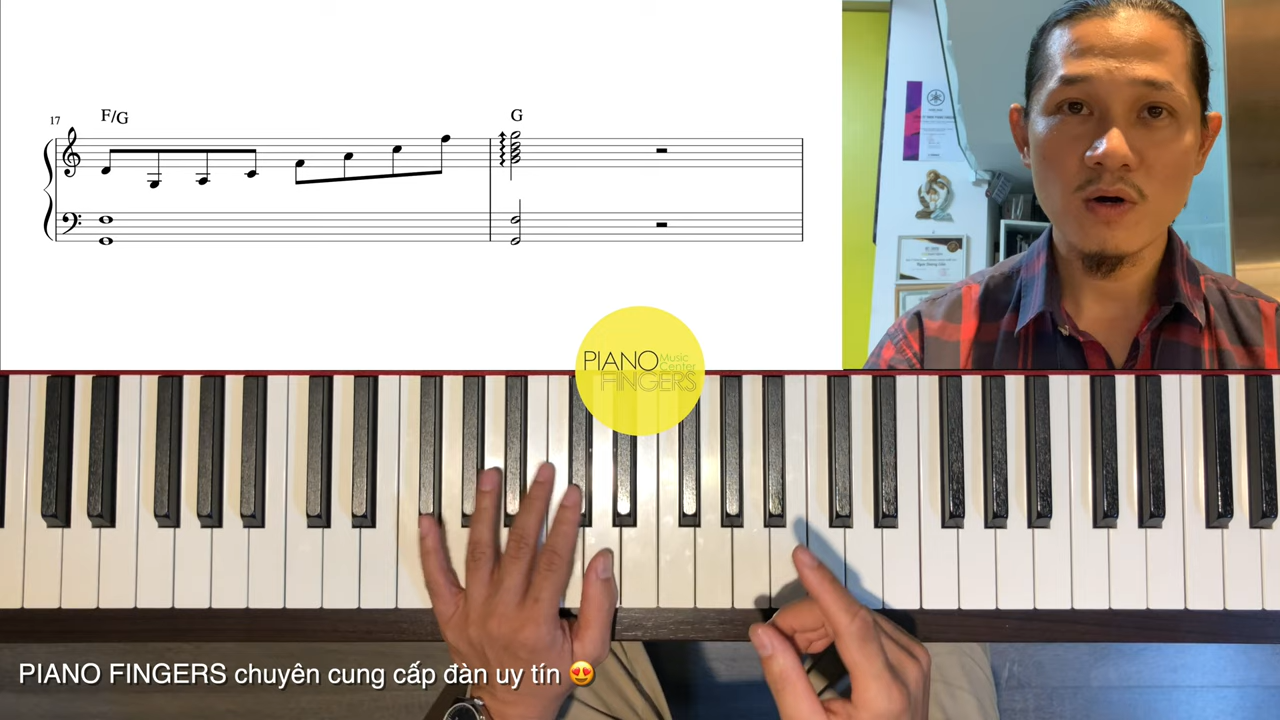 17
F/G
G
PIANO Music
Center
FINGERS
PIANO FINGERS chuyên cung cấp đàn uy tín 😍